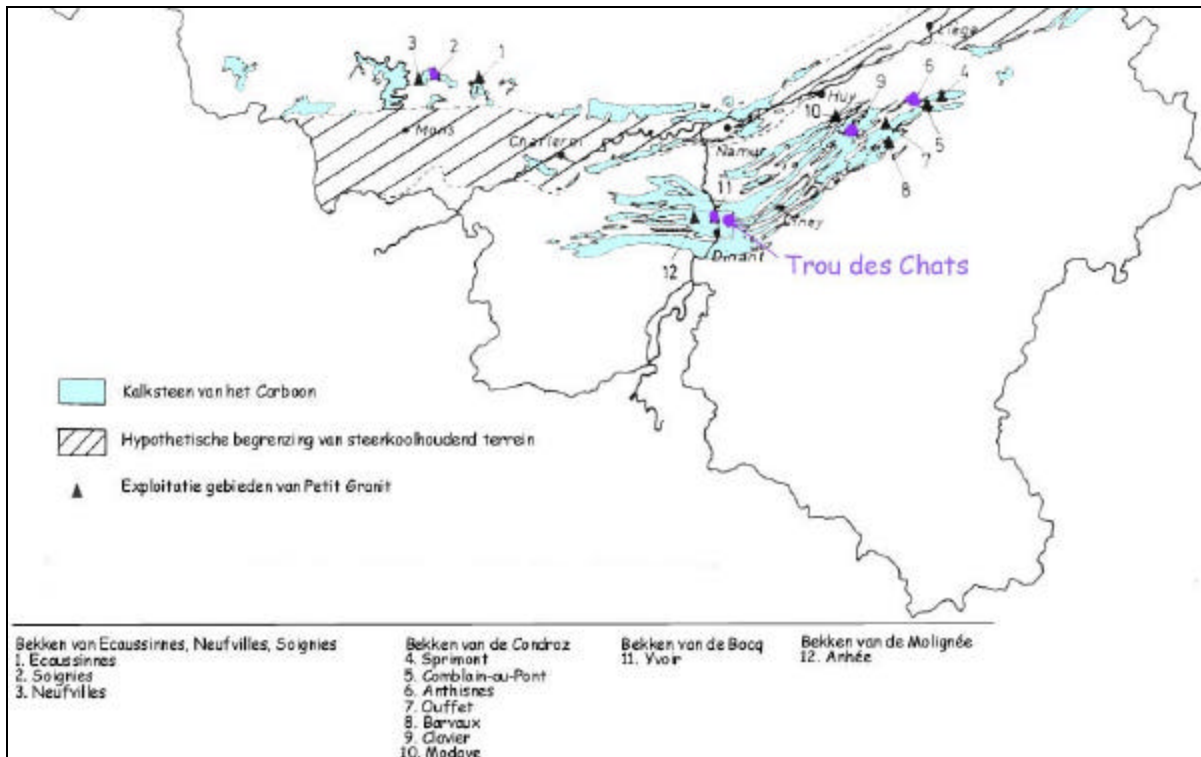 3
2
1
Liège
6
4
9
Huy
10
Mons
Charleroi
Namur
5
7
8
11
Ciney
Dinant
12
Trou des Chats
Kalksteen van het Carboon
Hypothetische begrenzing van steenkoolhoudend terrein
Exploitatie gebieden van Petit Granit
Bekken van Ecaussinnes, Neufvilles, Soignies
1. Ecaussinnes
2. Soignies
3. Neufvilles
Bekken van de Condroz
4. Sprimont
5. Comblain-au-Pont
6. Anthisnes
7. Ouffet
8. Barvaux
9. Clavier
10. Modave
Bekken van de Bocq
11. Yvoir
Bekken van de Molignée
12. Anhée